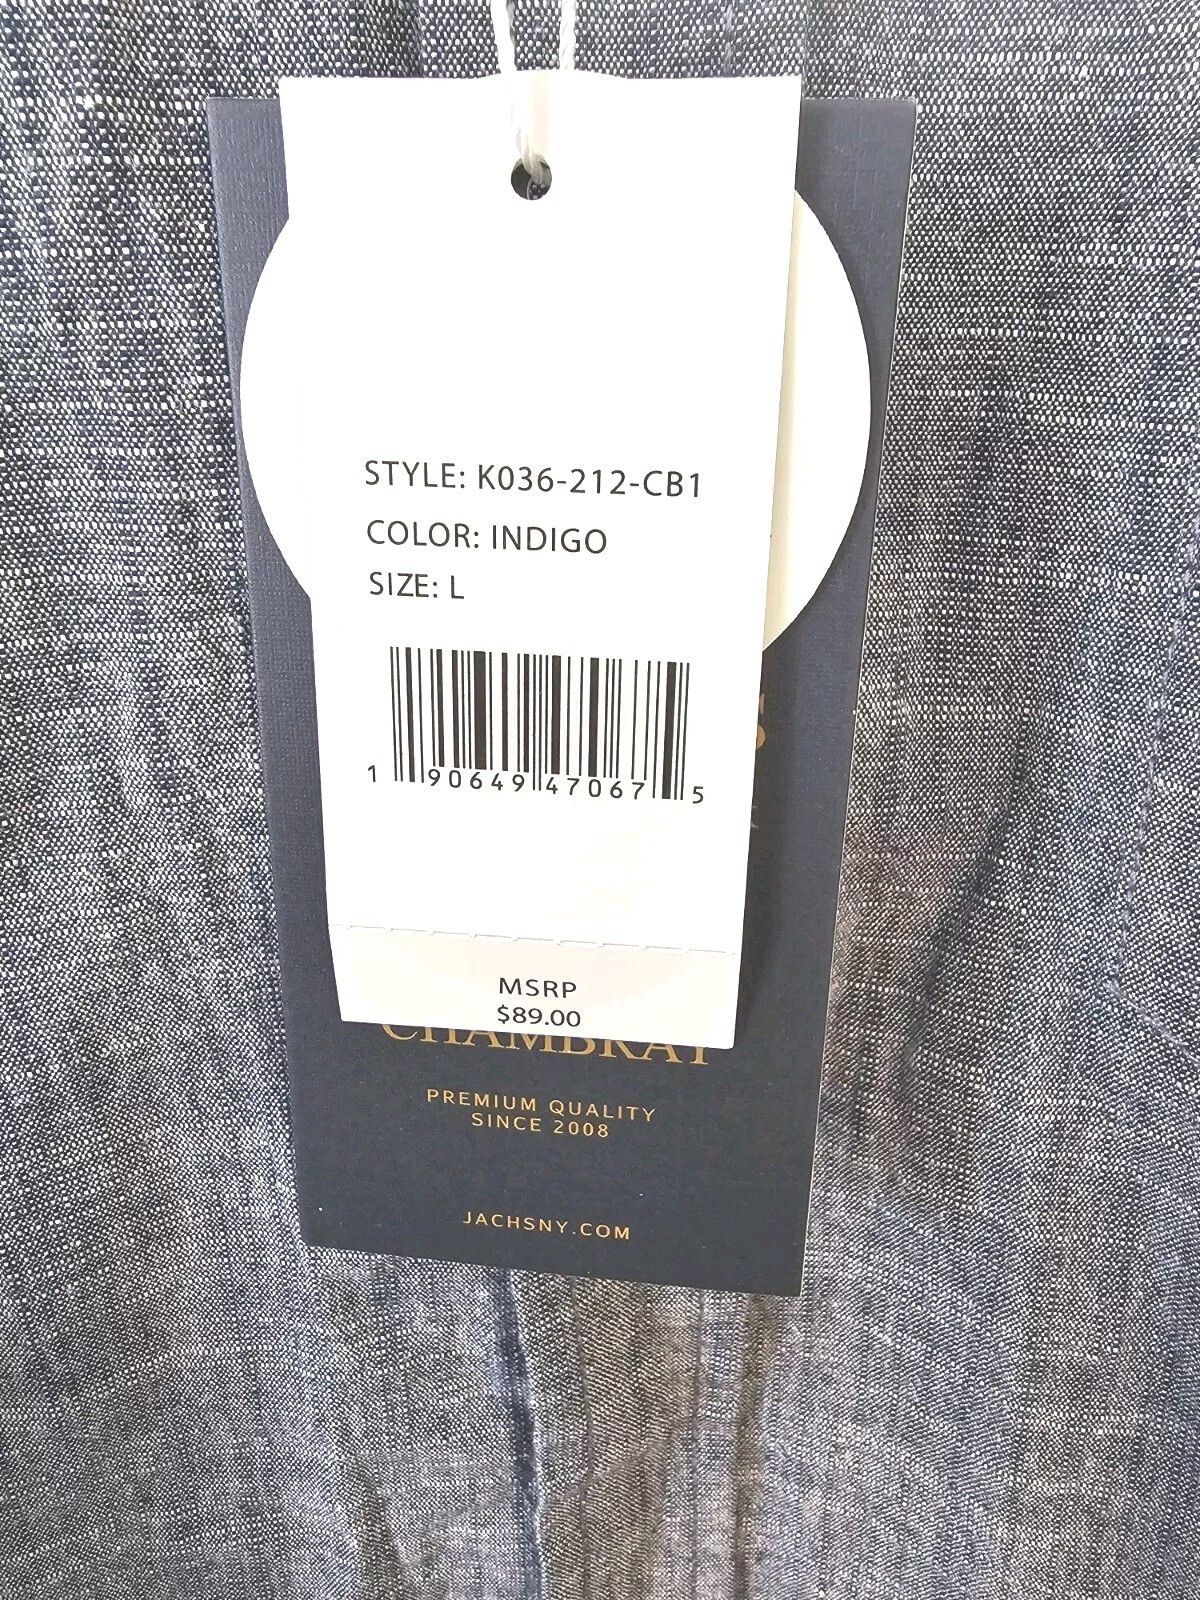 STYLE: K036-212-CB1
COLOR: INDIGO
SIZE: L
1 90649 47067 5
MSRP
$89.00
CHAMBRAY
PREMIUM QUALITY
SINCE 2008
JACHSNY.COM